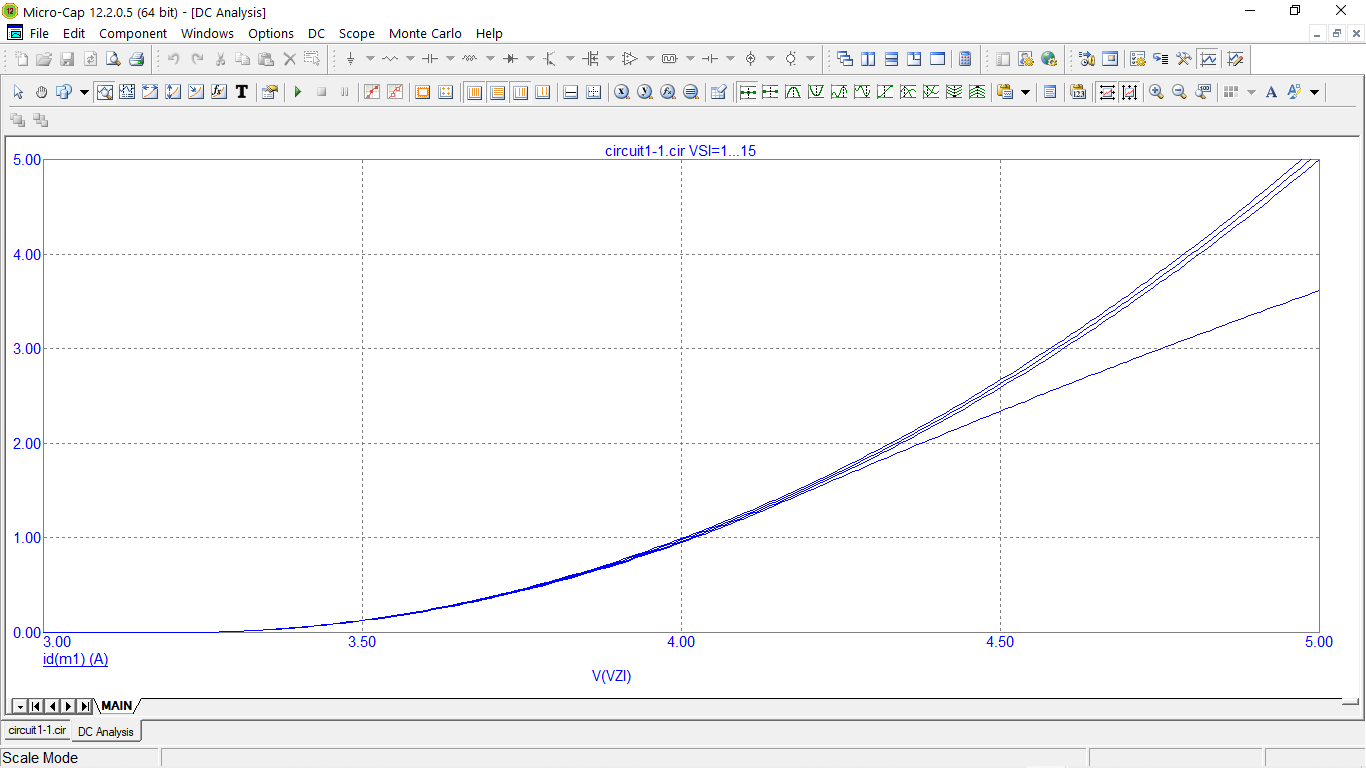 Micro-Cap 12.2.0.5 (64 bit) - [DC Analysis]
File Edit Component Windows Options DC Scope Monte Carlo Help
circuit1-1.cir VSI=1...15
5.00
4.00
3.00
2.00
1.00
0.00
3.00 3.50 4.00 4.50 5.00
id(m1) (A)
V(VZI)
MAIN
circuit1-1.cir DC Analysis
Scale Mode